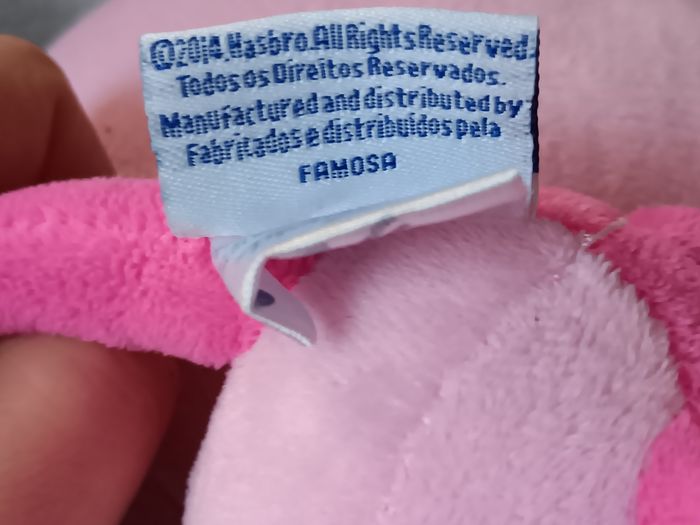 ©2014.Hasbro.All Rights Reserved.
Todos os Direitos Reservados.
Manufactured and distributed by
Fabricados e distribuídos pela
FAMOSA